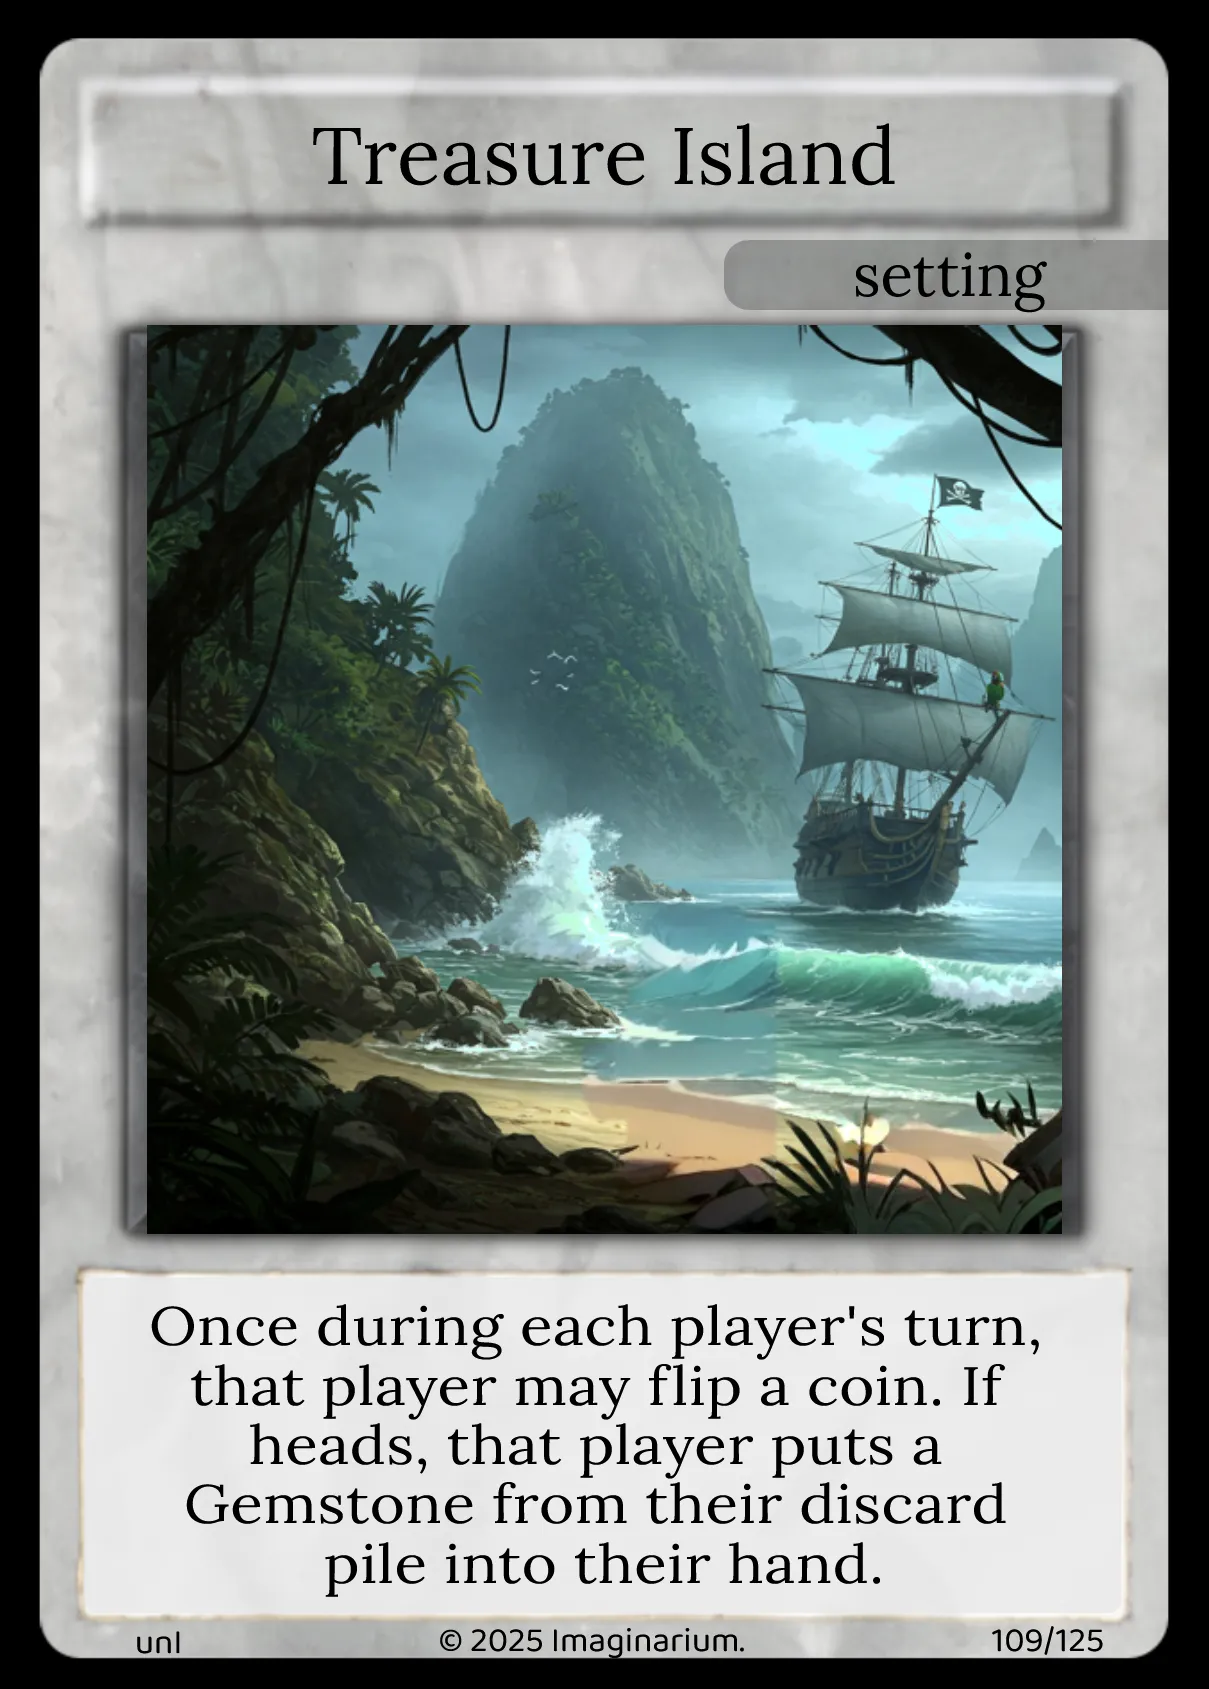 Treasure Island
setting
Once during each player's turn,
that player may flip a coin. If
heads, that player puts a
Gemstone from their discard
pile into their hand.
unl
© 2025 Imaginarium.
109/125